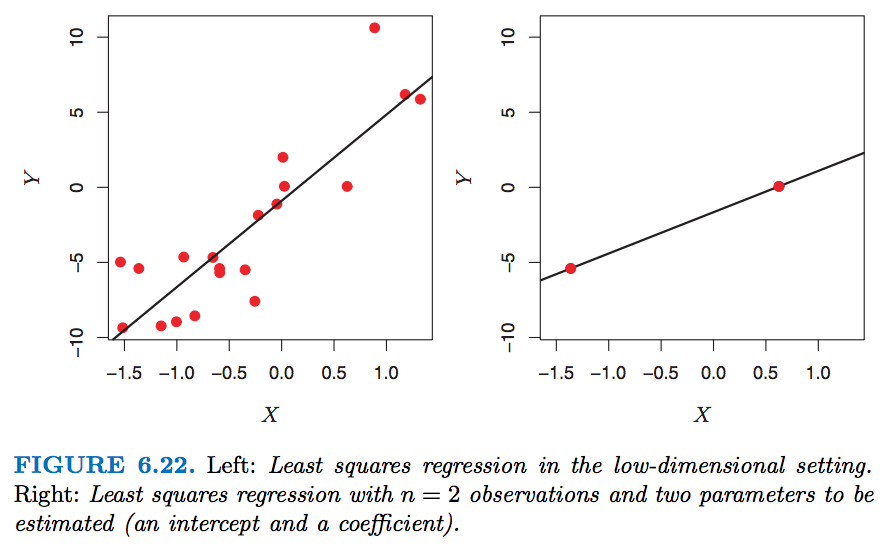 10
5
0
−5
−10
Y
−1.5 −1.0 −0.5 0.0 0.5 1.0
X
10
5
0
−5
−10
Y
−1.5 −1.0 −0.5 0.0 0.5 1.0
X
FIGURE 6.22. Left: Least squares regression in the low-dimensional setting.
Right: Least squares regression with n = 2 observations and two parameters to be
estimated (an intercept and a coefficient).